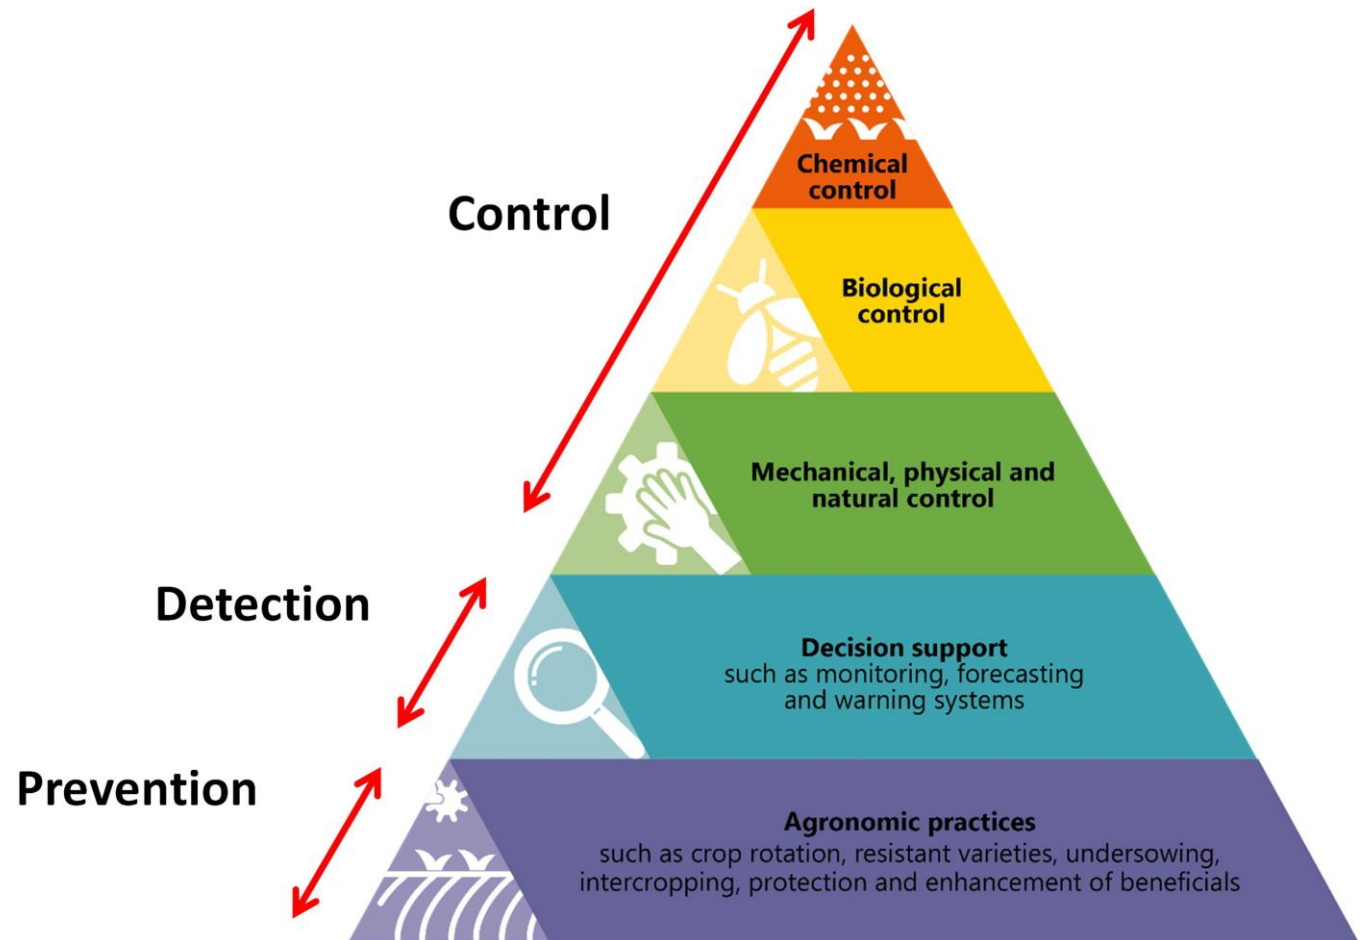 Control
Chemical
control
Biological
control
Mechanical, physical and
natural control
Detection
Decision support
such as monitoring, forecasting
and warning systems
Prevention
Agronomic practices
such as crop rotation, resistant varieties, undersowing,
intercropping, protection and enhancement of beneficials